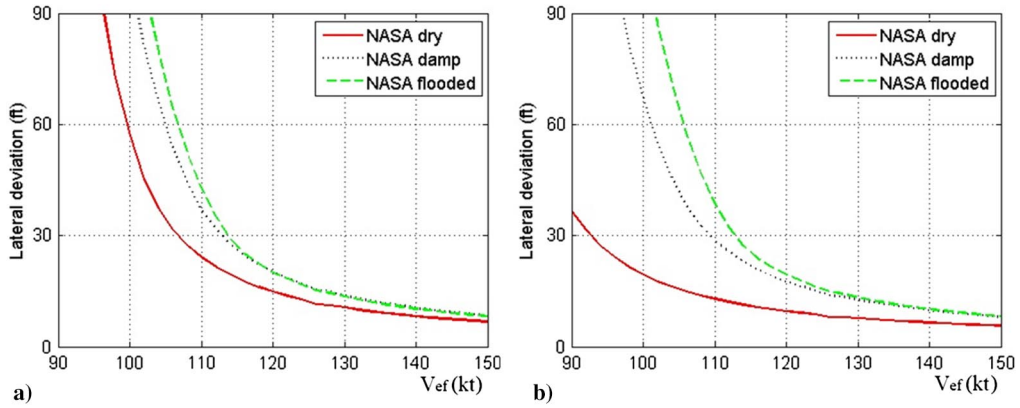 90
60
30
0
Lateral deviation (ft)
NASA dry
NASA damp
NASA flooded
90 100 110 120 130 140 150
Vef (kt)
a)
90
60
30
0
Lateral deviation (ft)
NASA dry
NASA damp
NASA flooded
90 100 110 120 130 140 150
Vef (kt)
b)